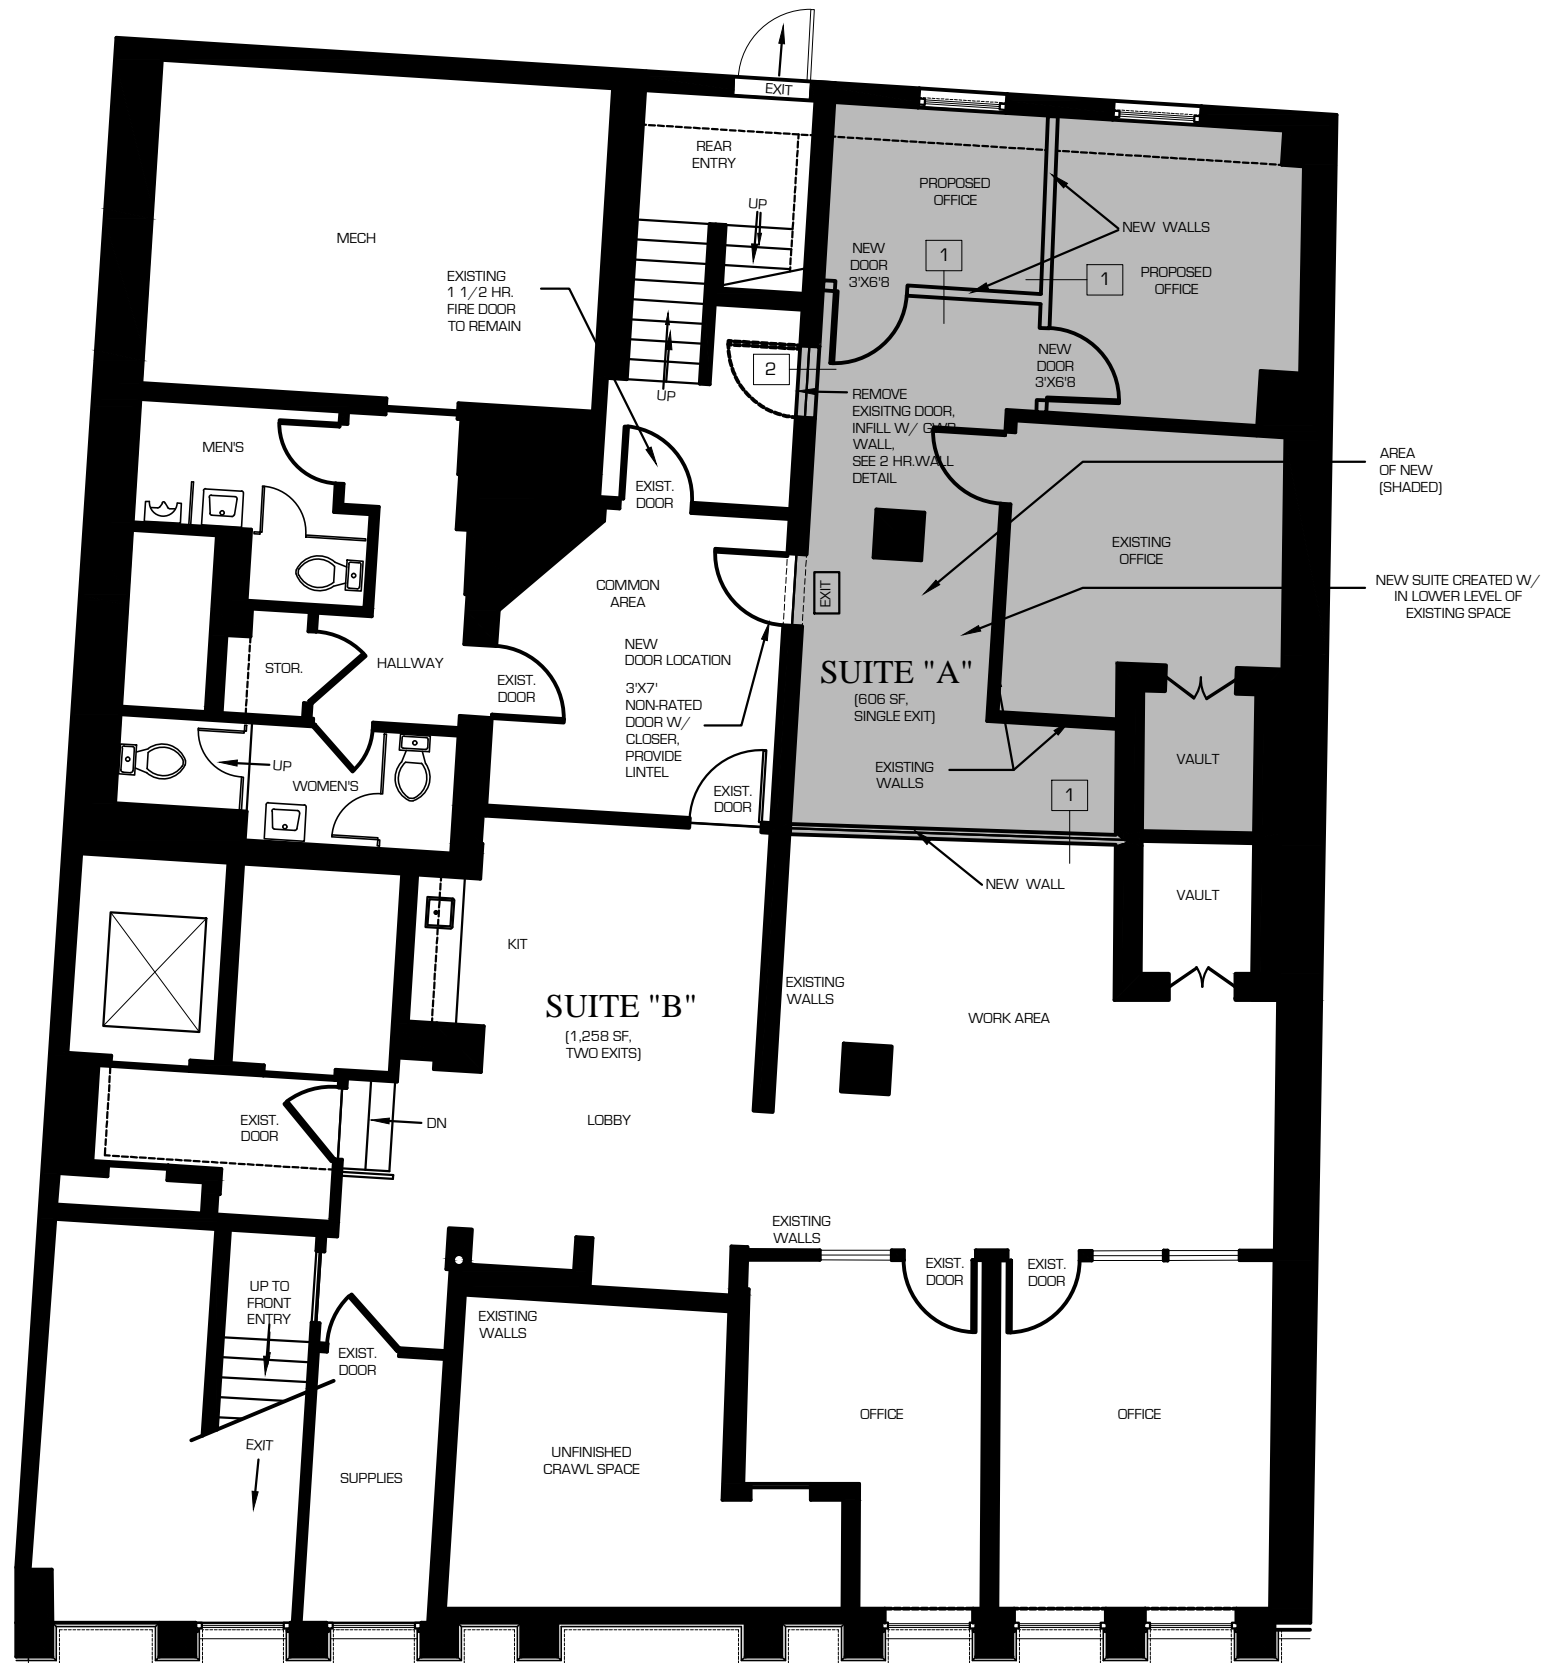 EXIT
REAR
ENTRY
UP
MECH
EXISTING
1 1/2 HR.
FIRE DOOR
TO REMAIN
UP
PROPOSED
OFFICE
NEW WALLS
NEW
DOOR
3'X6'8
1
1
PROPOSED
OFFICE
NEW
DOOR
3'X6'8
2
REMOVE
EXISITNG DOOR,
INFILL W/ GWB
WALL,
SEE 2 HR.WALL
DETAIL
MEN'S
EXIST.
DOOR
AREA
OF NEW
(SHADED)
EXISTING
OFFICE
NEW SUITE CREATED W/
IN LOWER LEVEL OF
EXISTING SPACE
COMMON
AREA
EXIT
NEW
DOOR LOCATION
3'X7'
NON-RATED
DOOR W/
CLOSER,
PROVIDE
LINTEL
STOR.
HALLWAY
EXIST.
DOOR
SUITE "A"
(606 SF,
SINGLE EXIT)
UP
WOMEN'S
EXIST.
DOOR
EXISTING
WALLS
1
VAULT
NEW WALL
VAULT
KIT
SUITE "B"
(1,258 SF,
TWO EXITS)
EXISTING
WALLS
WORK AREA
EXIST.
DOOR
DN
LOBBY
EXISTING
WALLS
UP TO
FRONT
ENTRY
EXIST.
DOOR
EXIST.
DOOR
EXISTING
WALLS
EXIST.
DOOR
EXIT
SUPPLIES
UNFINISHED
CRAWL SPACE
OFFICE
OFFICE